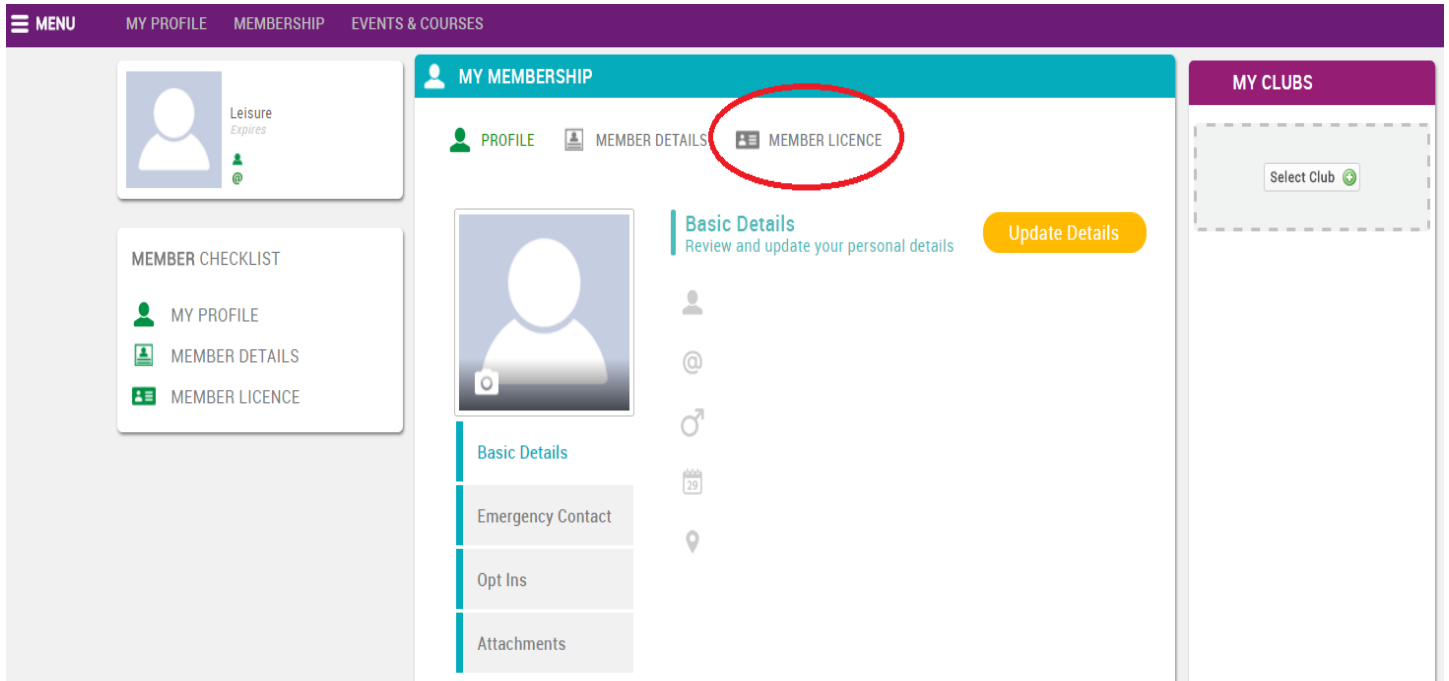 MENU
MY PROFILE
MEMBERSHIP
EVENTS & COURSES
Leisure
Expires
@
MEMBER CHECKLIST
MY PROFILE
MEMBER DETAILS
MEMBER LICENCE
MY MEMBERSHIP
PROFILE
MEMBER DETAILS
MEMBER LICENCE
Basic Details
Review and update your personal details
Update Details
@
29
Basic Details
Emergency Contact
Opt Ins
Attachments
MY CLUBS
Select Club